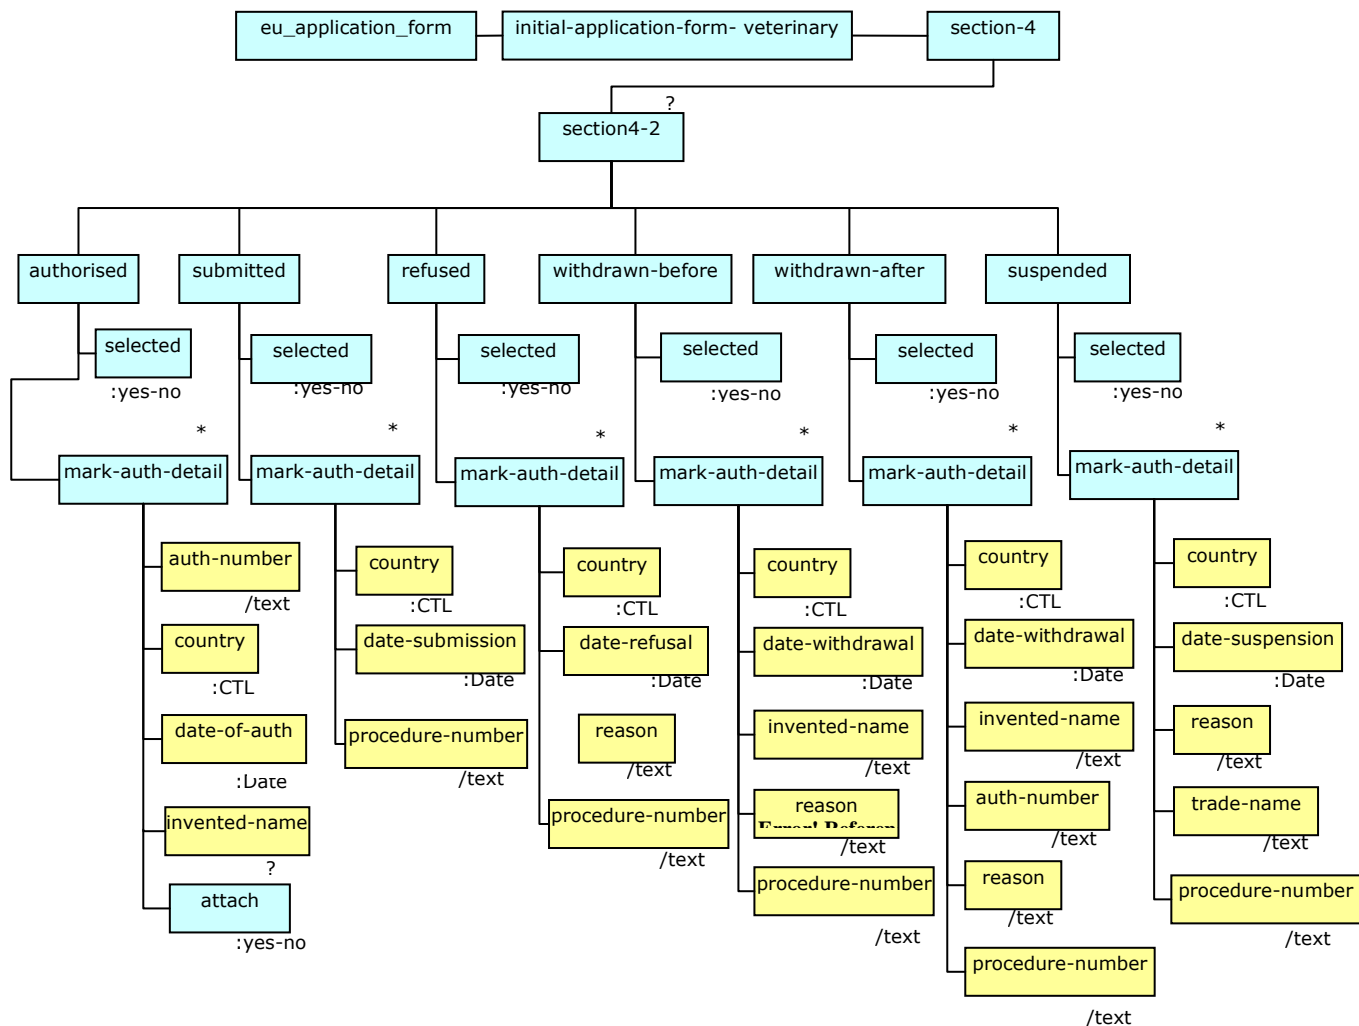 eu_application_form
initial-application-form- veterinary
section-4
?
section4-2
authorised
submitted
refused
withdrawn-before
withdrawn-after
suspended
selected
:yes-no
selected
:yes-no
selected
:yes-no
selected
:yes-no
selected
:yes-no
selected
:yes-no
*
*
*
*
*
*
mark-auth-detail
mark-auth-detail
mark-auth-detail
mark-auth-detail
mark-auth-detail
mark-auth-detail
auth-number
/text
country
:CTL
date-of-auth
:Date
invented-name
?
attach
:yes-no
country
:CTL
date-submission
:Date
procedure-number
/text
country
:CTL
date-refusal
:Date
reason
/text
procedure-number
/text
country
:CTL
date-withdrawal
:Date
invented-name
/text
reason
Error! Referen
/text
procedure-number
/text
country
:CTL
date-withdrawal
:Date
invented-name
/text
auth-number
/text
reason
/text
procedure-number
/text
country
:CTL
date-suspension
:Date
reason
/text
trade-name
/text
procedure-number
/text